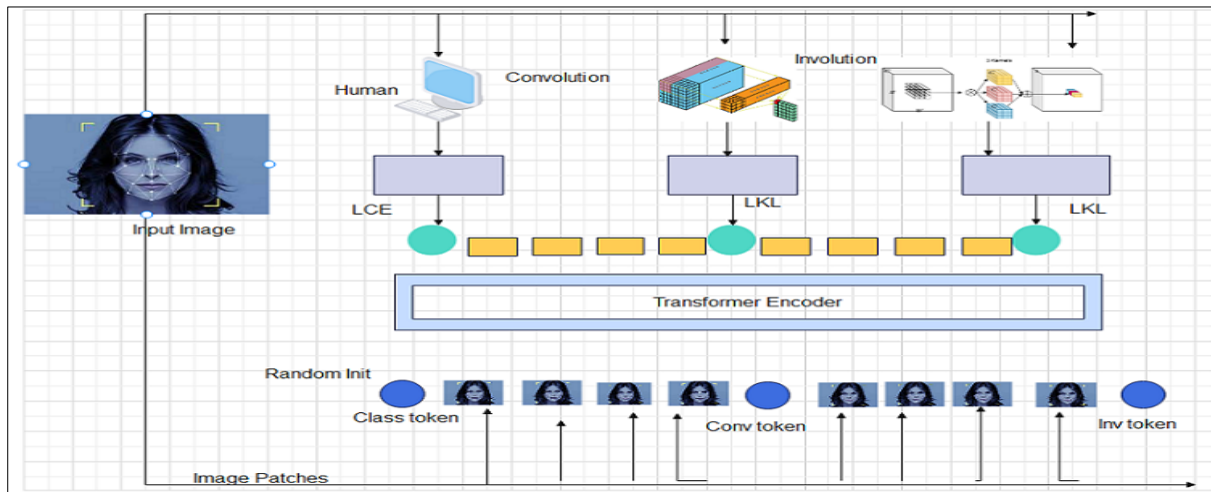 Human
Convolution
Involution
Input Image
LCE
LKL
LKL
Transformer Encoder
Random Init
Class token
Conv token
Inv token
Image Patches